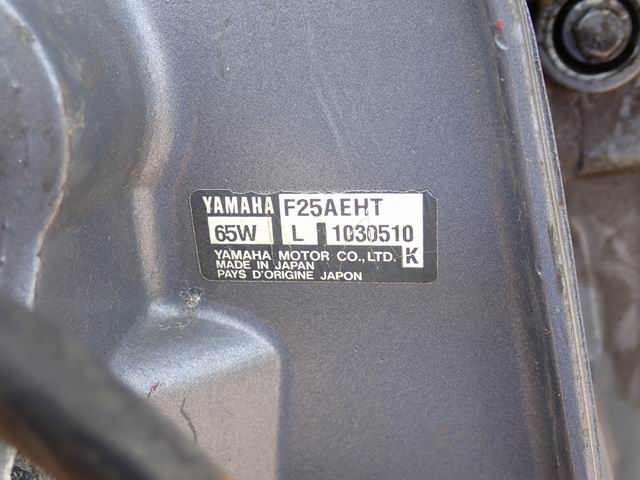 YAMAHA F25AEHT
65W L 1030510
YAMAHA MOTOR CO.,LTD. K
MADE IN JAPAN
PAYS D'ORIGINE JAPON